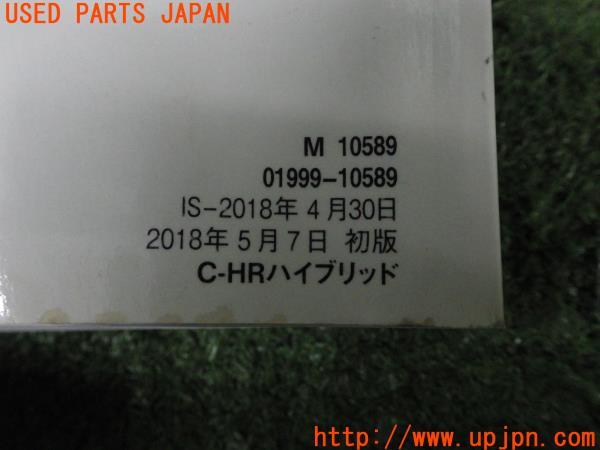 USED PARTS JAPAN
M 10589
01999-10589
IS-2018年 4月30日
2018年 5月7日 初版
C-HRハイブリッド
http://www.upjpn.com/